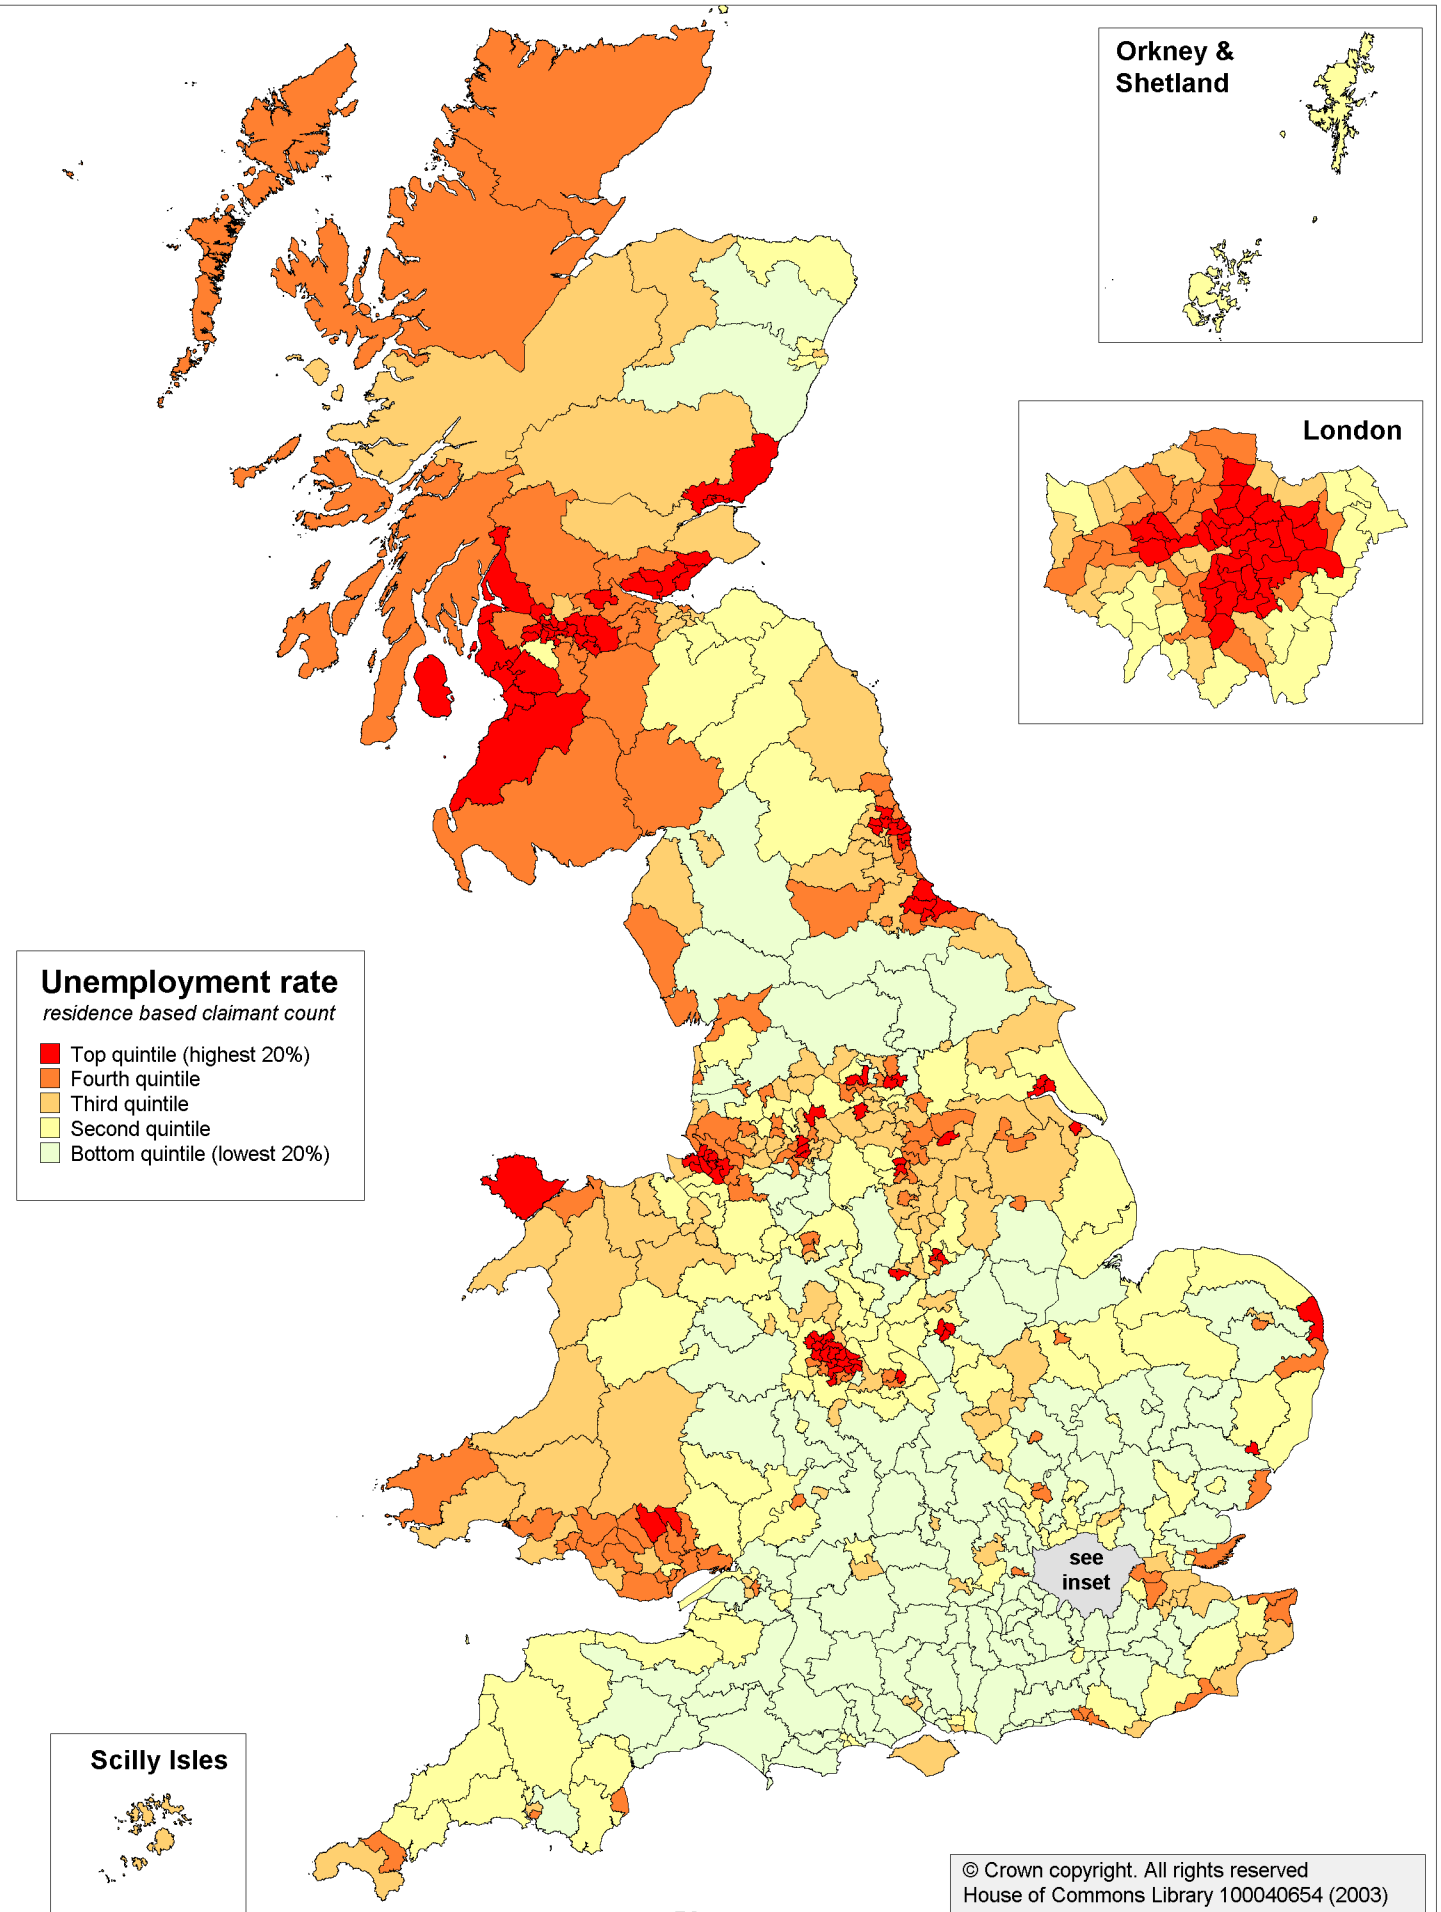 Orkney &
Shetland
London
Unemployment rate
residence based claimant count
Top quintile (highest 20%)
Fourth quintile
Third quintile
Second quintile
Bottom quintile (lowest 20%)
see
inset
Scilly Isles
© Crown copyright. All rights reserved
House of Commons Library 100040654 (2003)